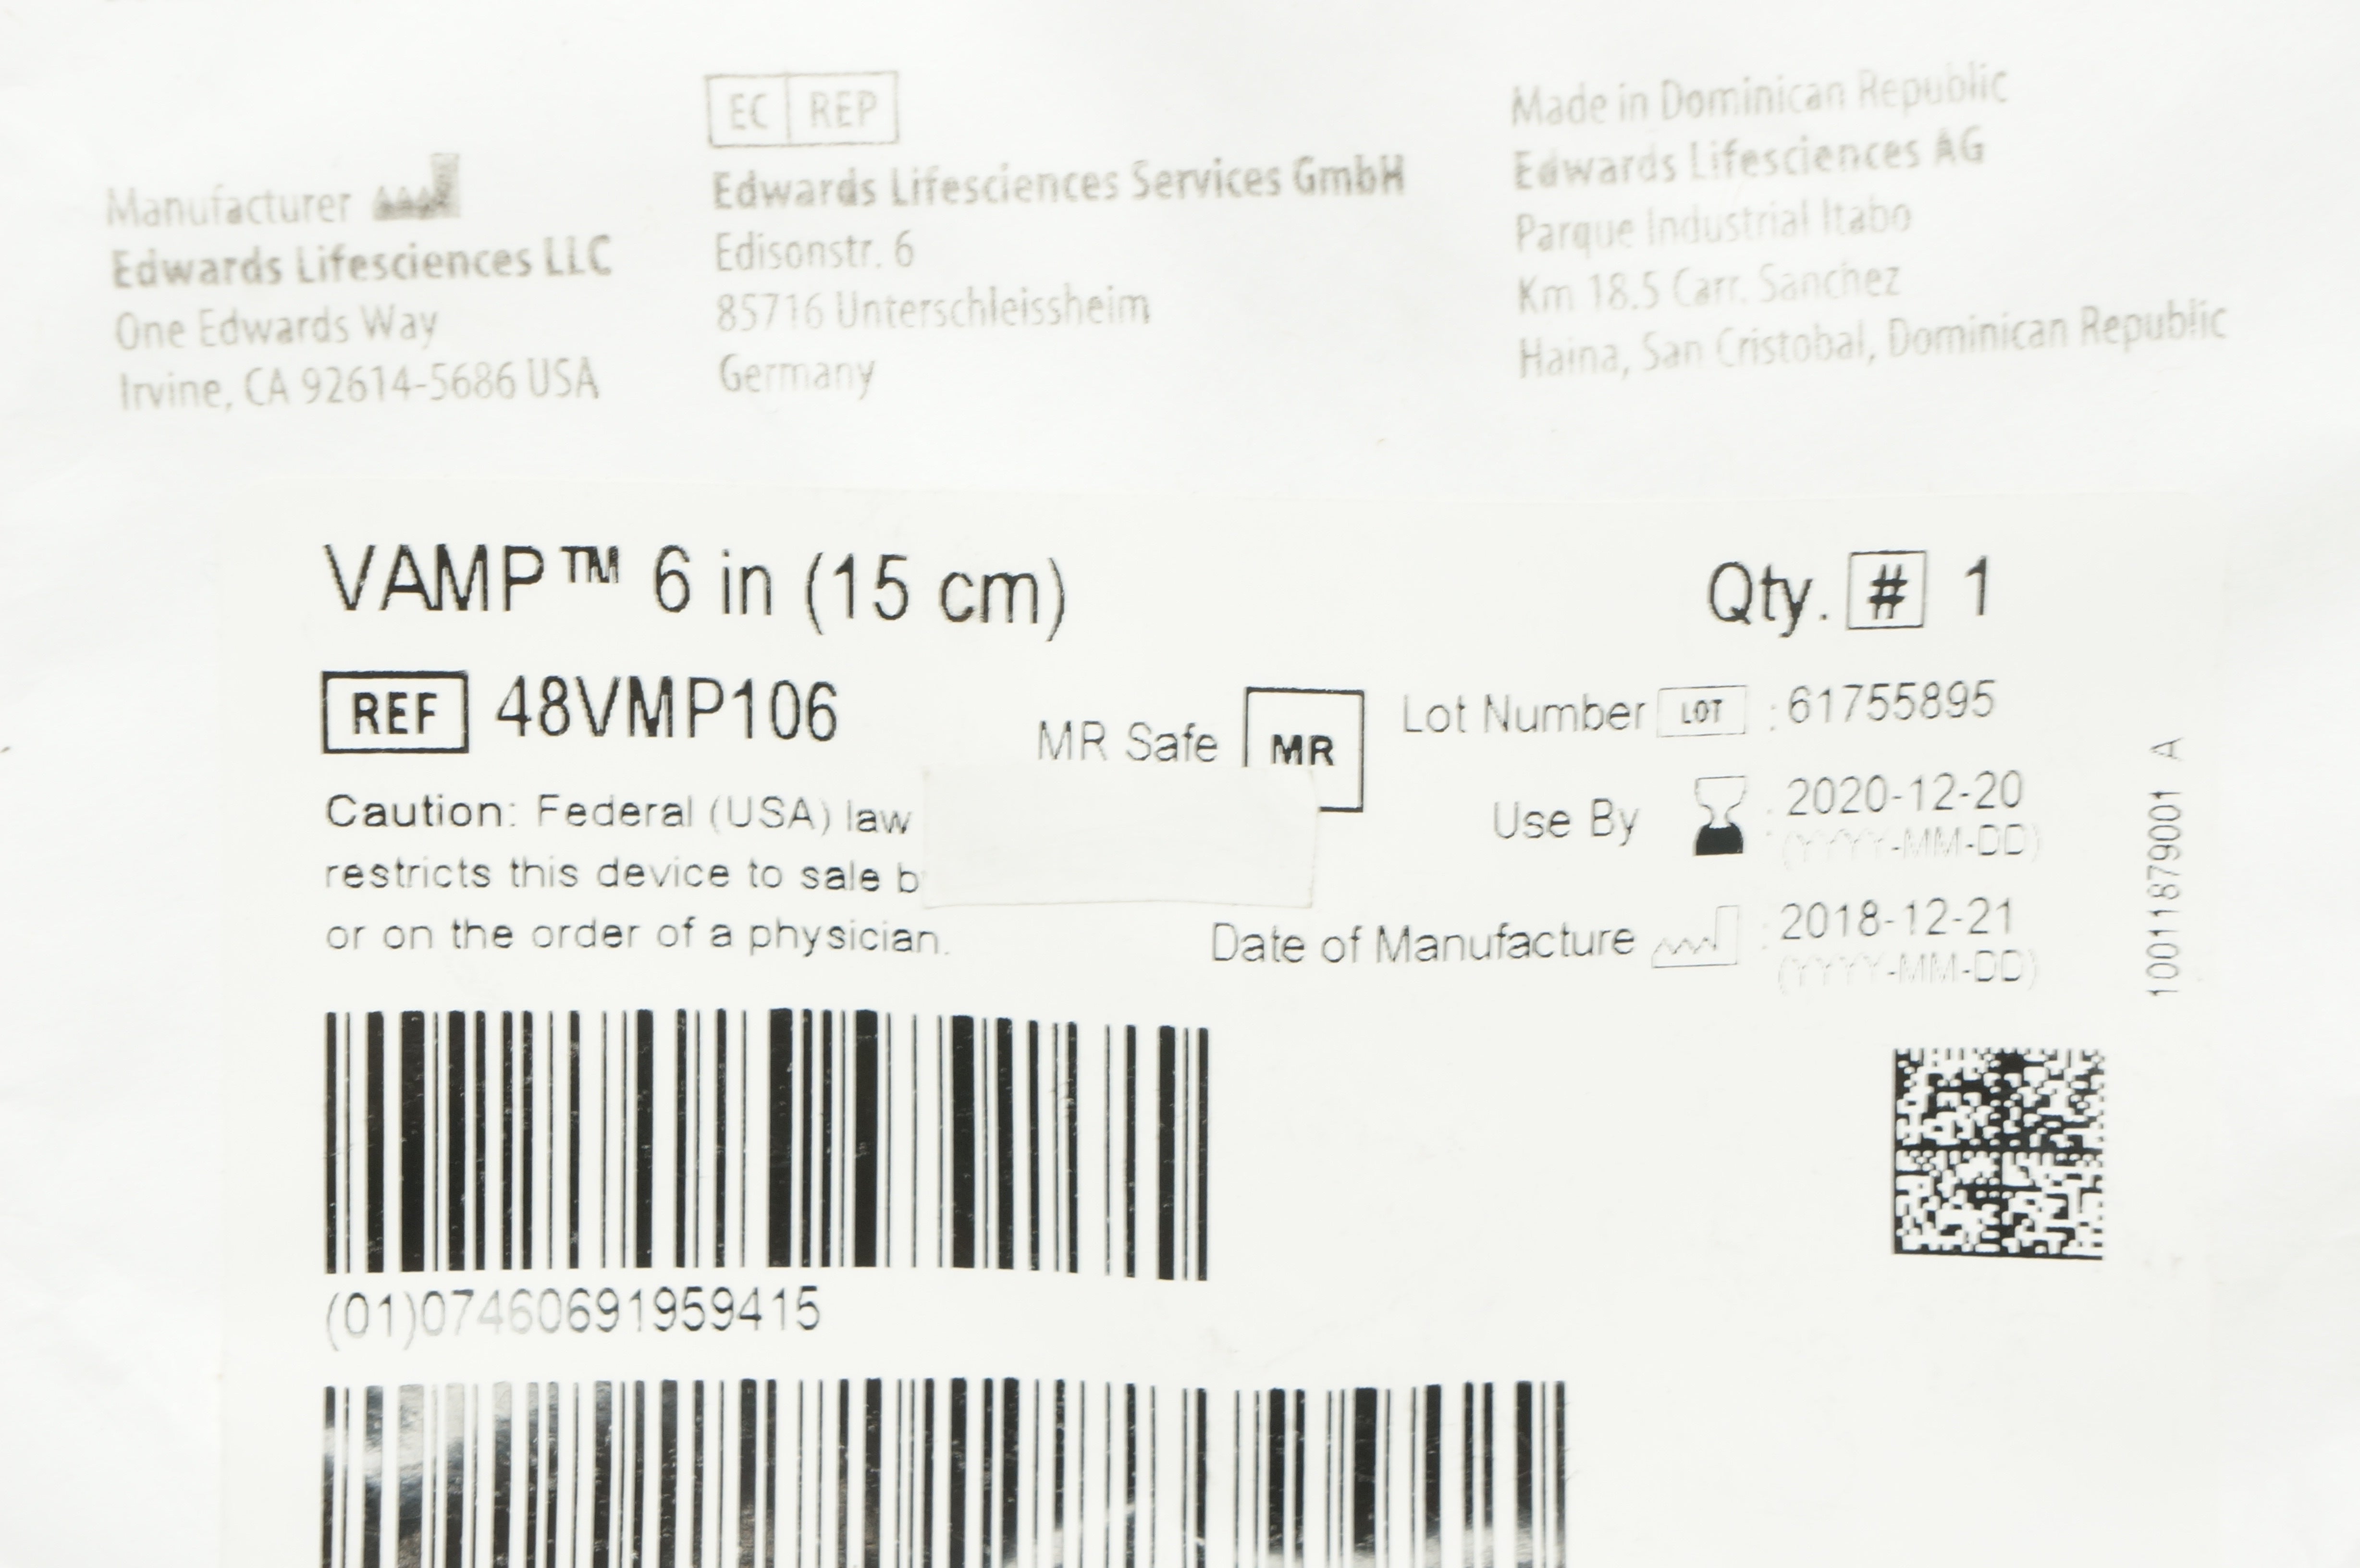 Manufacturer
Edwards Lifesciences LLC
One Edwards Way
Irvine, CA 92614-5686 USA
EC REP
Edwards Lifesciences Services GmbH
Edisonstr. 6
85716 Unterschleissheim
Germany
Made in Dominican Republic
Edwards Lifesciences AG
Parque Industrial Itabo
Km 18.5 Carr. Sanchez
Haina, San Cristobal, Dominican Republic
VAMP™ 6 in (15 cm)
Qty. # 1
REF 48VMP106
MR Safe MR
Lot Number LOT : 61755895
Use By : 2020-12-20
(YYYY-MM-DD)
Date of Manufacture : 2018-12-21
(YYYY-MM-DD)
Caution: Federal (USA) law
restricts this device to sale
or on the order of a physician.
1001879001 A
(01)07460691959415